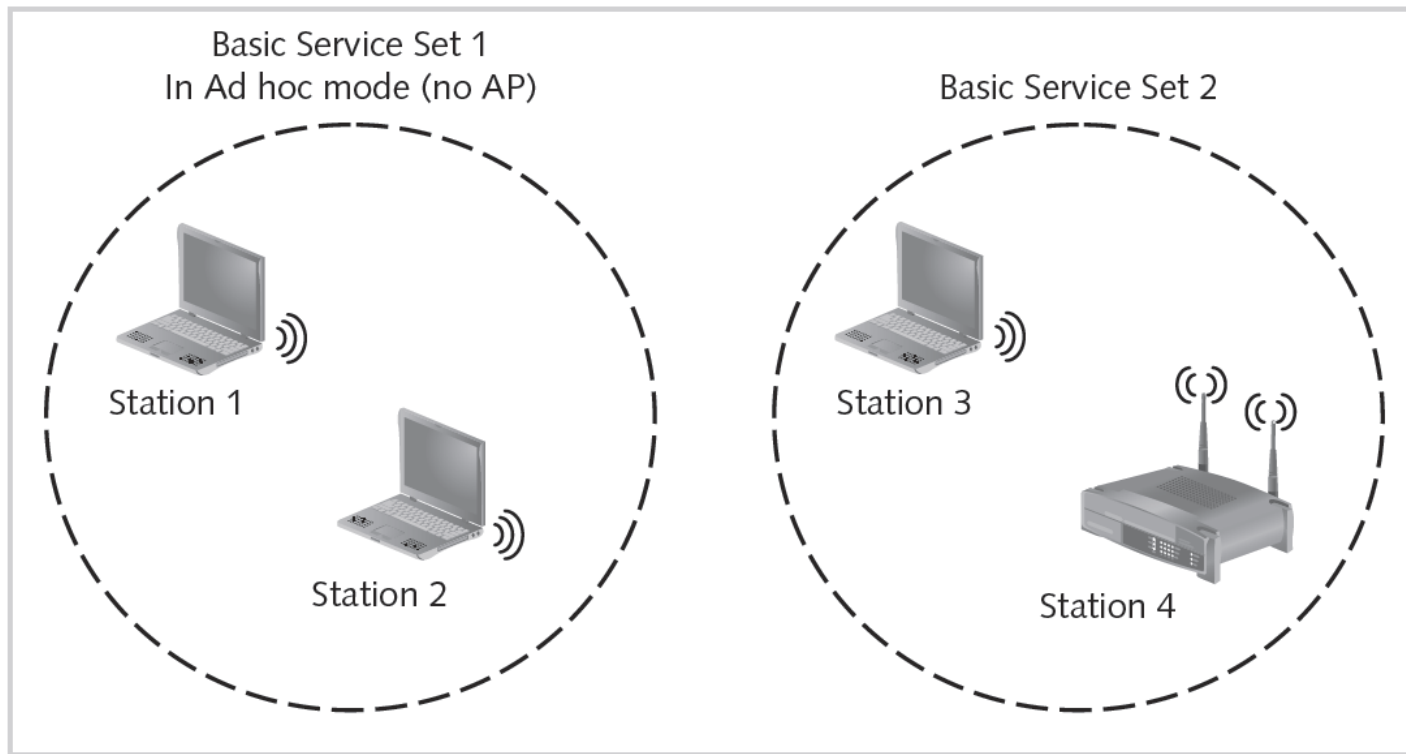 Basic Service Set 1
In Ad hoc mode (no AP)
Basic Service Set 2
Station 1
Station 3
Station 2
Station 4